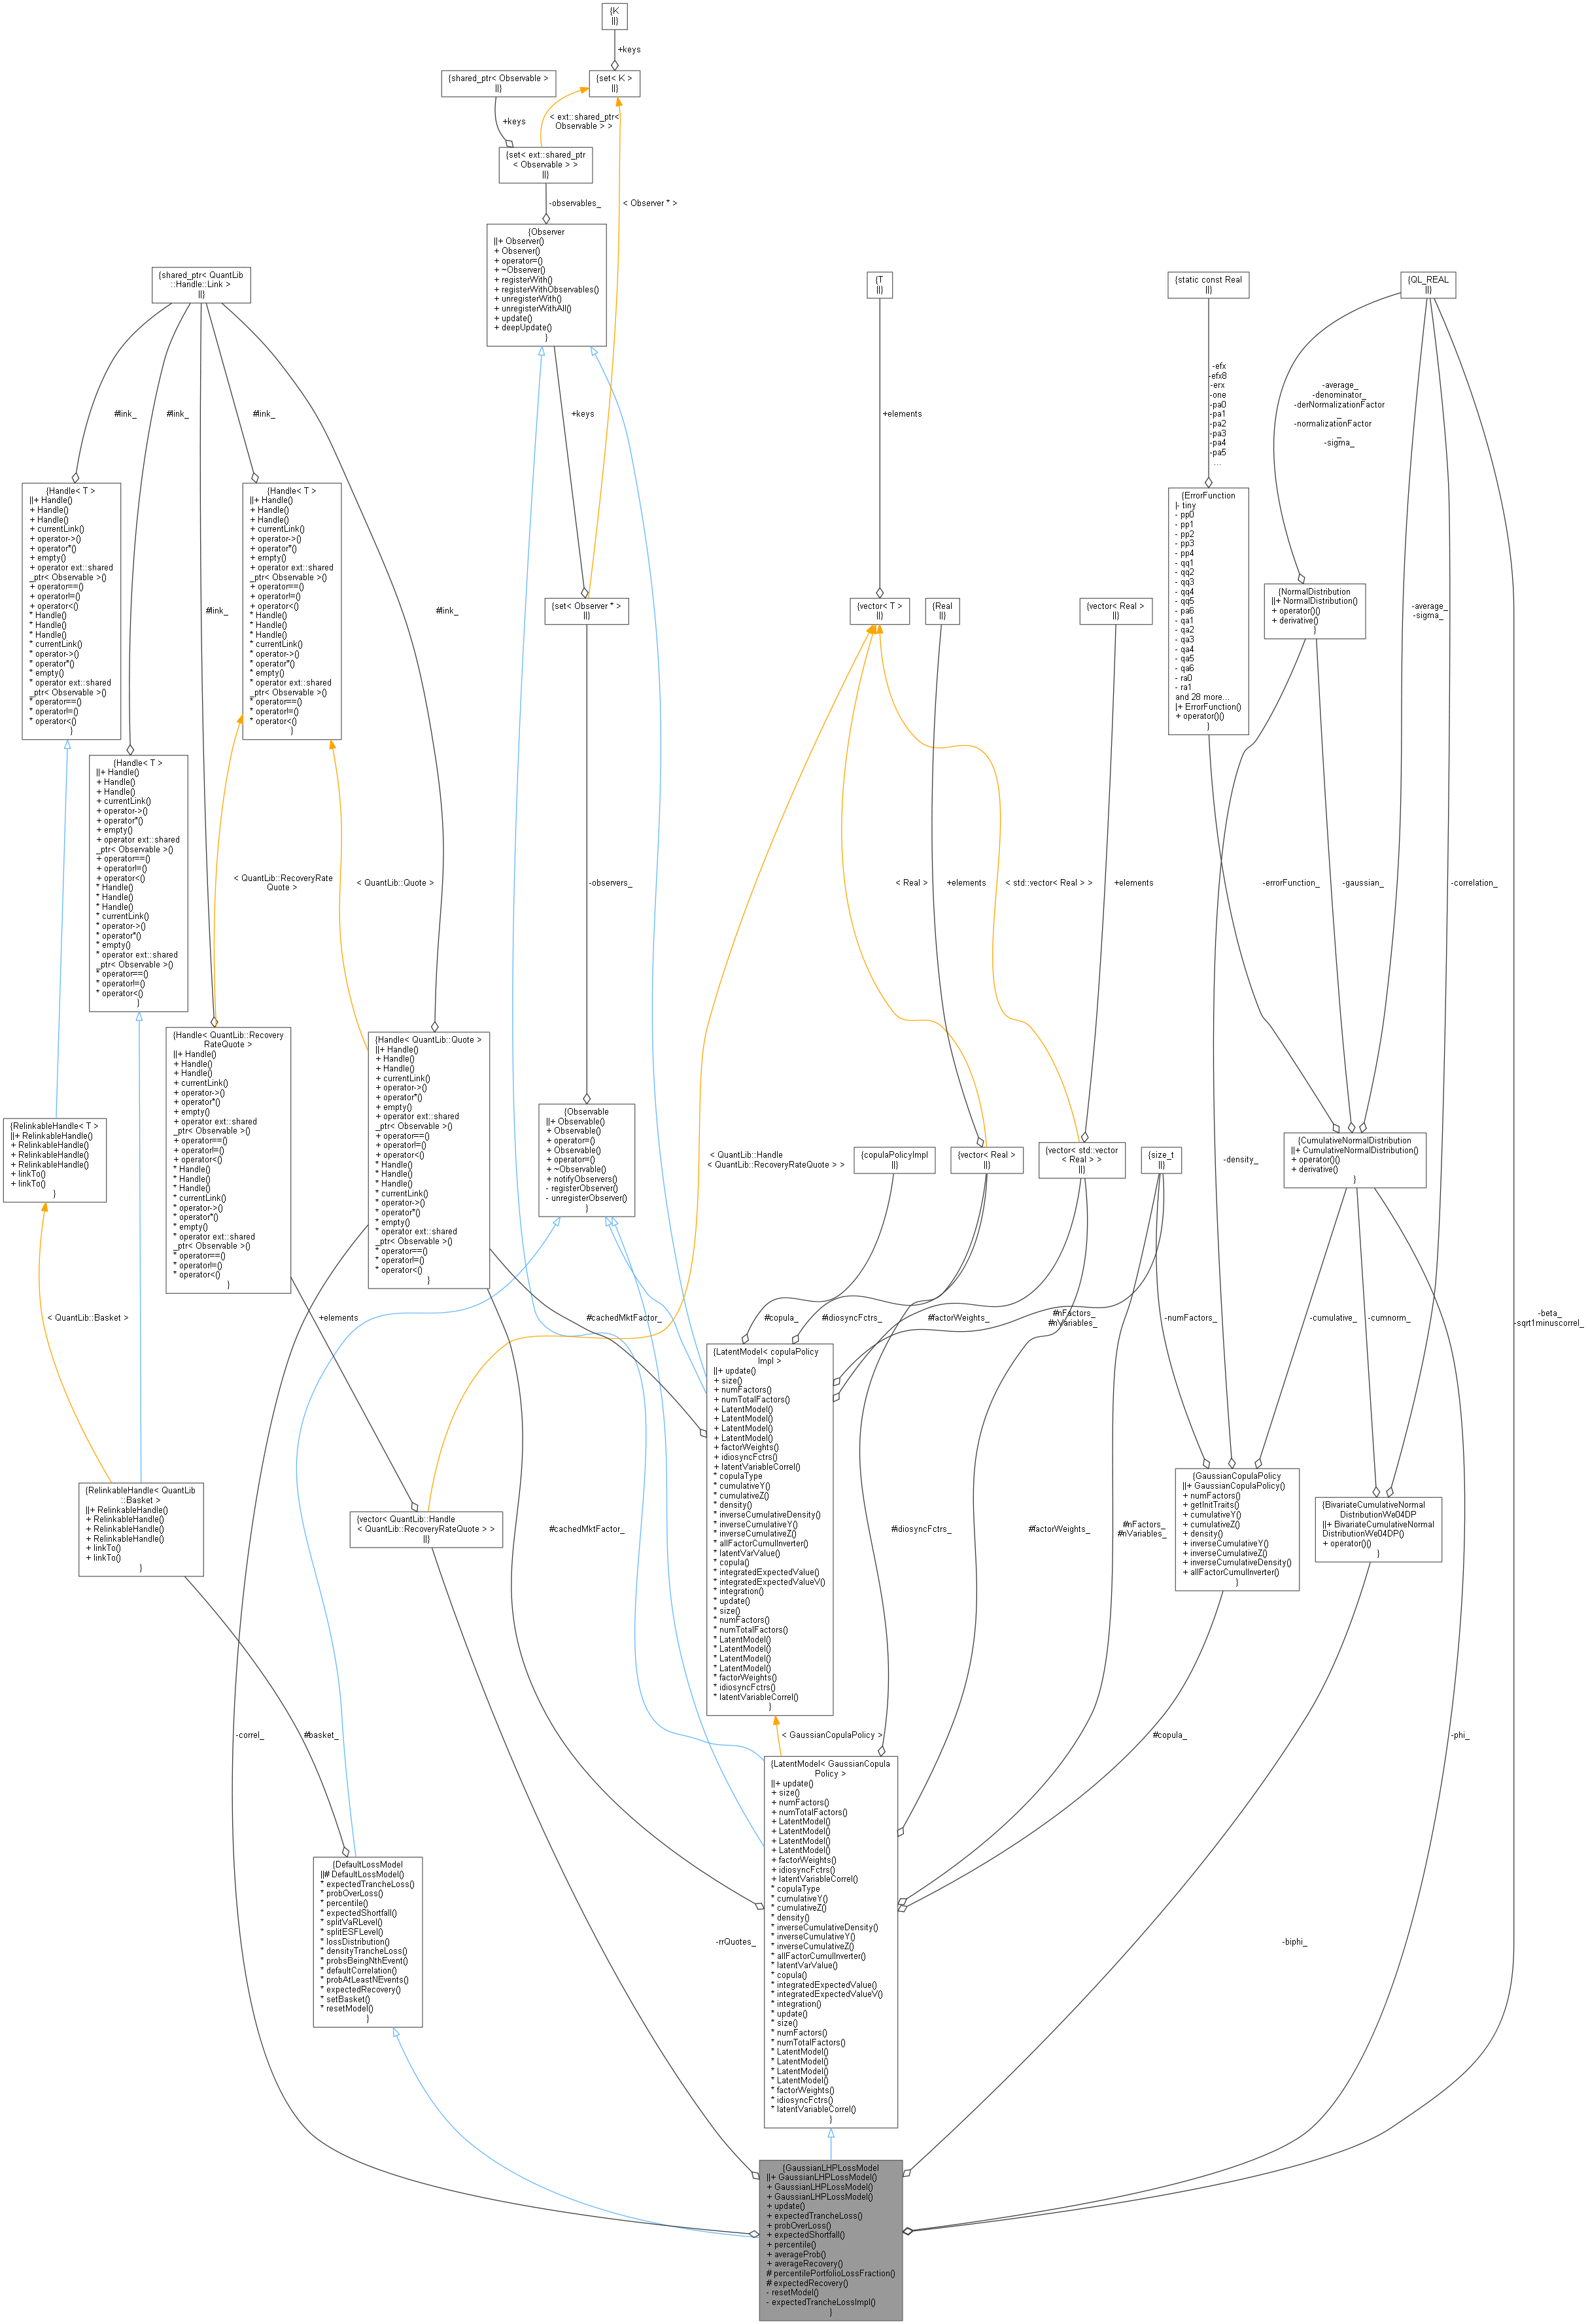 {K
||}
+keys
{shared_ptr< Observable >
||}
{set< K >
||}
+keys
< ext::shared_ptr<
Observable > >
{set< ext::shared_ptr
< Observable > >
||}
-observables_
< Observer * >
{Observer
||+ Observer()
+ Observer()
+ operator=()
+ ~Observer()
+ registerWith()
+ registerWithObservables()
+ unregisterWith()
+ unregisterWithAll()
+ update()
+ deepUpdate()
}
{shared_ptr< QuantLib
::Handle::Link >
||}
{T
||}
{static const Real
||}
{QL_REAL
||}
#link_
#link_
#link_
+keys
+elements
-efx
-efx8
-erx
-one
-pa0
-pa1
-pa2
-pa3
-pa4
-pa5
...
-average_
-denominator_
-derNormalizationFactor
_
-normalizationFactor
_
-sigma_
{Handle< T >
||+ Handle()
+ Handle()
+ Handle()
+ currentLink()
+ operator->()
+ operator*()
+ empty()
+ operator ext::shared
_ptr< Observable >()
+ operator==()
+ operator!=()
+ operator<()
* Handle()
* Handle()
* Handle()
* currentLink()
* operator->()
* operator*()
* empty()
* operator ext::shared
_ptr< Observable >()
* operator==()
* operator!=()
* operator<()
}
{Handle< T >
||+ Handle()
+ Handle()
+ Handle()
+ currentLink()
+ operator->()
+ operator*()
+ empty()
+ operator ext::shared
_ptr< Observable >()
+ operator==()
+ operator!=()
+ operator<()
* Handle()
* Handle()
* Handle()
* currentLink()
* operator->()
* operator*()
* empty()
* operator ext::shared
_ptr< Observable >()
* operator==()
* operator!=()
* operator<()
}
{ErrorFunction
|- tiny
- pp0
- pp1
- pp2
- pp3
- pp4
- qq1
- qq2
- qq3
- qq4
- qq5
- pa6
- qa1
- qa2
- qa3
- qa4
- qa5
- qa6
- ra0
- ra1
and 28 more...
|+ ErrorFunction()
+ operator()()
}
{NormalDistribution
||+ NormalDistribution()
+ operator()()
+ derivative()
}
#link_
#link_
{set< Observer * >
||}
{vector< T >
||}
{Real
||}
{vector< Real >
||}
-average_
-sigma_
{Handle< T >
||+ Handle()
+ Handle()
+ Handle()
+ currentLink()
+ operator->()
+ operator*()
+ empty()
+ operator ext::shared
_ptr< Observable >()
+ operator==()
+ operator!=()
+ operator<()
* Handle()
* Handle()
* Handle()
* currentLink()
* operator->()
* operator*()
* empty()
* operator ext::shared
_ptr< Observable >()
* operator==()
* operator!=()
* operator<()
}
< QuantLib::RecoveryRate
Quote >
< QuantLib::Quote >
-observers_
< Real >
+elements
< std::vector< Real > >
+elements
-errorFunction_
-gaussian_
-correlation_
{Handle< QuantLib::Recovery
RateQuote >
||+ Handle()
+ Handle()
+ Handle()
+ currentLink()
+ operator->()
+ operator*()
+ empty()
+ operator ext::shared
_ptr< Observable >()
+ operator==()
+ operator!=()
+ operator<()
* Handle()
* Handle()
* Handle()
* currentLink()
* operator->()
* operator*()
* empty()
* operator ext::shared
_ptr< Observable >()
* operator==()
* operator!=()
* operator<()
}
{Handle< QuantLib::Quote >
||+ Handle()
+ Handle()
+ Handle()
+ currentLink()
+ operator->()
+ operator*()
+ empty()
+ operator ext::shared
_ptr< Observable >()
+ operator==()
+ operator!=()
+ operator<()
* Handle()
* Handle()
* Handle()
* currentLink()
* operator->()
* operator*()
* empty()
* operator ext::shared
_ptr< Observable >()
* operator==()
* operator!=()
* operator<()
}
{RelinkableHandle< T >
||+ RelinkableHandle()
+ RelinkableHandle()
+ RelinkableHandle()
+ RelinkableHandle()
+ linkTo()
+ linkTo()
}
{Observable
||+ Observable()
+ Observable()
+ operator=()
+ Observable()
+ operator=()
+ ~Observable()
+ notifyObservers()
- registerObserver()
- unregisterObserver()
}
< QuantLib::Handle
< QuantLib::RecoveryRateQuote > >
{copulaPolicyImpl
||}
{vector< Real >
||}
{vector< std::vector
< Real > >
||}
{size_t
||}
-density_
{CumulativeNormalDistribution
||+ CumulativeNormalDistribution()
+ operator()()
+ derivative()
}
< QuantLib::Basket >
+elements
#cachedMktFactor_
#copula_
#idiosyncFctrs_
#factorWeights_
#nFactors_
#nVariables_
-numFactors_
-cumulative_
-cumnorm_
-beta_
-sqrt1minuscorrel_
{LatentModel< copulaPolicy
Impl >
||+ update()
+ size()
+ numFactors()
+ numTotalFactors()
+ LatentModel()
+ LatentModel()
+ LatentModel()
+ LatentModel()
+ factorWeights()
+ idiosyncFctrs()
+ latentVariableCorrel()
* copulaType
* cumulativeY()
* cumulativeZ()
* density()
* inverseCumulativeDensity()
* inverseCumulativeY()
* inverseCumulativeZ()
* allFactorCumulInverter()
* latentVarValue()
* copula()
* integratedExpectedValue()
* integratedExpectedValueV()
* integration()
* update()
* size()
* numFactors()
* numTotalFactors()
* LatentModel()
* LatentModel()
* LatentModel()
* LatentModel()
* factorWeights()
* idiosyncFctrs()
* latentVariableCorrel()
}
{RelinkableHandle< QuantLib
::Basket >
||+ RelinkableHandle()
+ RelinkableHandle()
+ RelinkableHandle()
+ RelinkableHandle()
+ linkTo()
+ linkTo()
}
{vector< QuantLib::Handle
< QuantLib::RecoveryRateQuote > >
||}
#cachedMktFactor_
#idiosyncFctrs_
#factorWeights_
#nFactors_
#nVariables_
{GaussianCopulaPolicy
||+ GaussianCopulaPolicy()
+ numFactors()
+ getInitTraits()
+ cumulativeY()
+ cumulativeZ()
+ density()
+ inverseCumulativeY()
+ inverseCumulativeZ()
+ inverseCumulativeDensity()
+ allFactorCumulInverter()
}
{BivariateCumulativeNormal
DistributionWe04DP
||+ BivariateCumulativeNormal
DistributionWe04DP()
+ operator()()
}
-correl_
#basket_
< GaussianCopulaPolicy >
#copula_
-phi_
{LatentModel< GaussianCopula
Policy >
||+ update()
+ size()
+ numFactors()
+ numTotalFactors()
+ LatentModel()
+ LatentModel()
+ LatentModel()
+ LatentModel()
+ factorWeights()
+ idiosyncFctrs()
+ latentVariableCorrel()
* copulaType
* cumulativeY()
* cumulativeZ()
* density()
* inverseCumulativeDensity()
* inverseCumulativeY()
* inverseCumulativeZ()
* allFactorCumulInverter()
* latentVarValue()
* copula()
* integratedExpectedValue()
* integratedExpectedValueV()
* integration()
* update()
* size()
* numFactors()
* numTotalFactors()
* LatentModel()
* LatentModel()
* LatentModel()
* LatentModel()
* factorWeights()
* idiosyncFctrs()
* latentVariableCorrel()
}
{DefaultLossModel
||# DefaultLossModel()
* expectedTrancheLoss()
* probOverLoss()
* percentile()
* expectedShortfall()
* splitVaRLevel()
* splitESFLevel()
* lossDistribution()
* densityTrancheLoss()
* probsBeingNthEvent()
* defaultCorrelation()
* probAtLeastNEvents()
* expectedRecovery()
* setBasket()
* resetModel()
}
-rrQuotes_
-biphi_
{GaussianLHPLossModel
||+ GaussianLHPLossModel()
+ GaussianLHPLossModel()
+ GaussianLHPLossModel()
+ update()
+ expectedTrancheLoss()
+ probOverLoss()
+ expectedShortfall()
+ percentile()
+ averageProb()
+ averageRecovery()
# percentilePortfolioLossFraction()
# expectedRecovery()
- resetModel()
- expectedTrancheLossImpl()
}